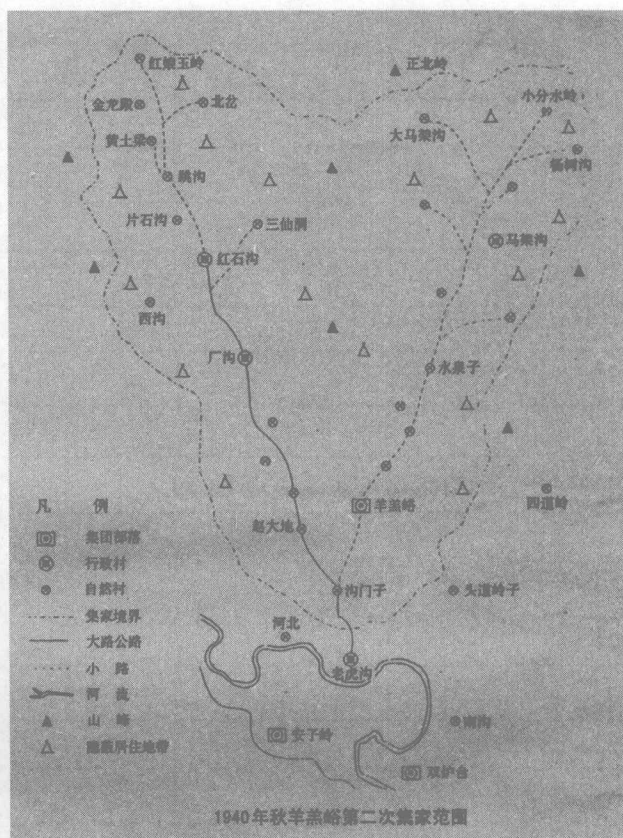 红娘玉岭
正北岭
小分水岭
金龙殿
北岔
大马架沟
黄土梁
杨树沟
跳沟
片石沟
三仙洞
马架沟
红石沟
西沟
厂沟
水泉子
羊羔峪
四道岭
赵大地
沟门子
头道岭子
河北
老虎沟
南沟
安子岭
双炉台
凡 例
集团部落
行政村
自然村
集家境界
大路公路
小 路
河 流
山 峰
隐蔽所住地带
1940年秋羊羔峪第二次集家范围